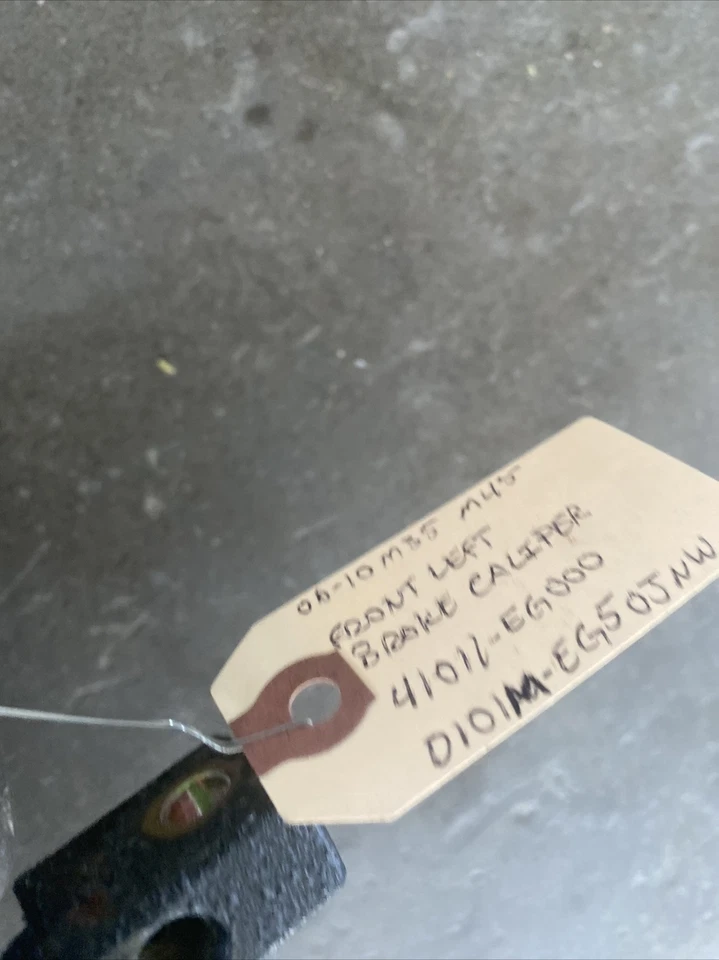 06-10 M35 M45
FRONT LEFT
BRAKE CALIPER
41011-EG000
D101M-EG50JNW